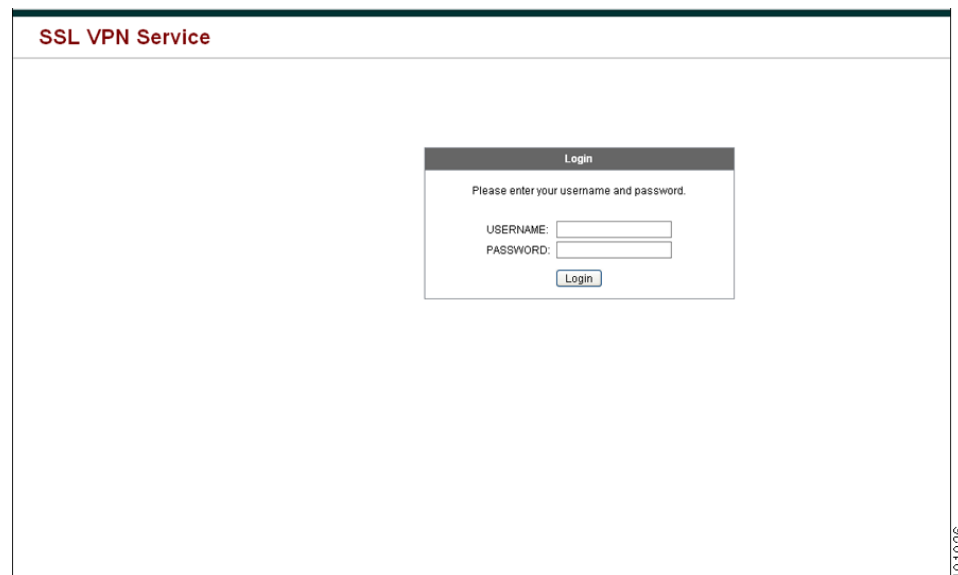 SSL VPN Service
Login
Please enter your username and password.
USERNAME:
PASSWORD:
Login